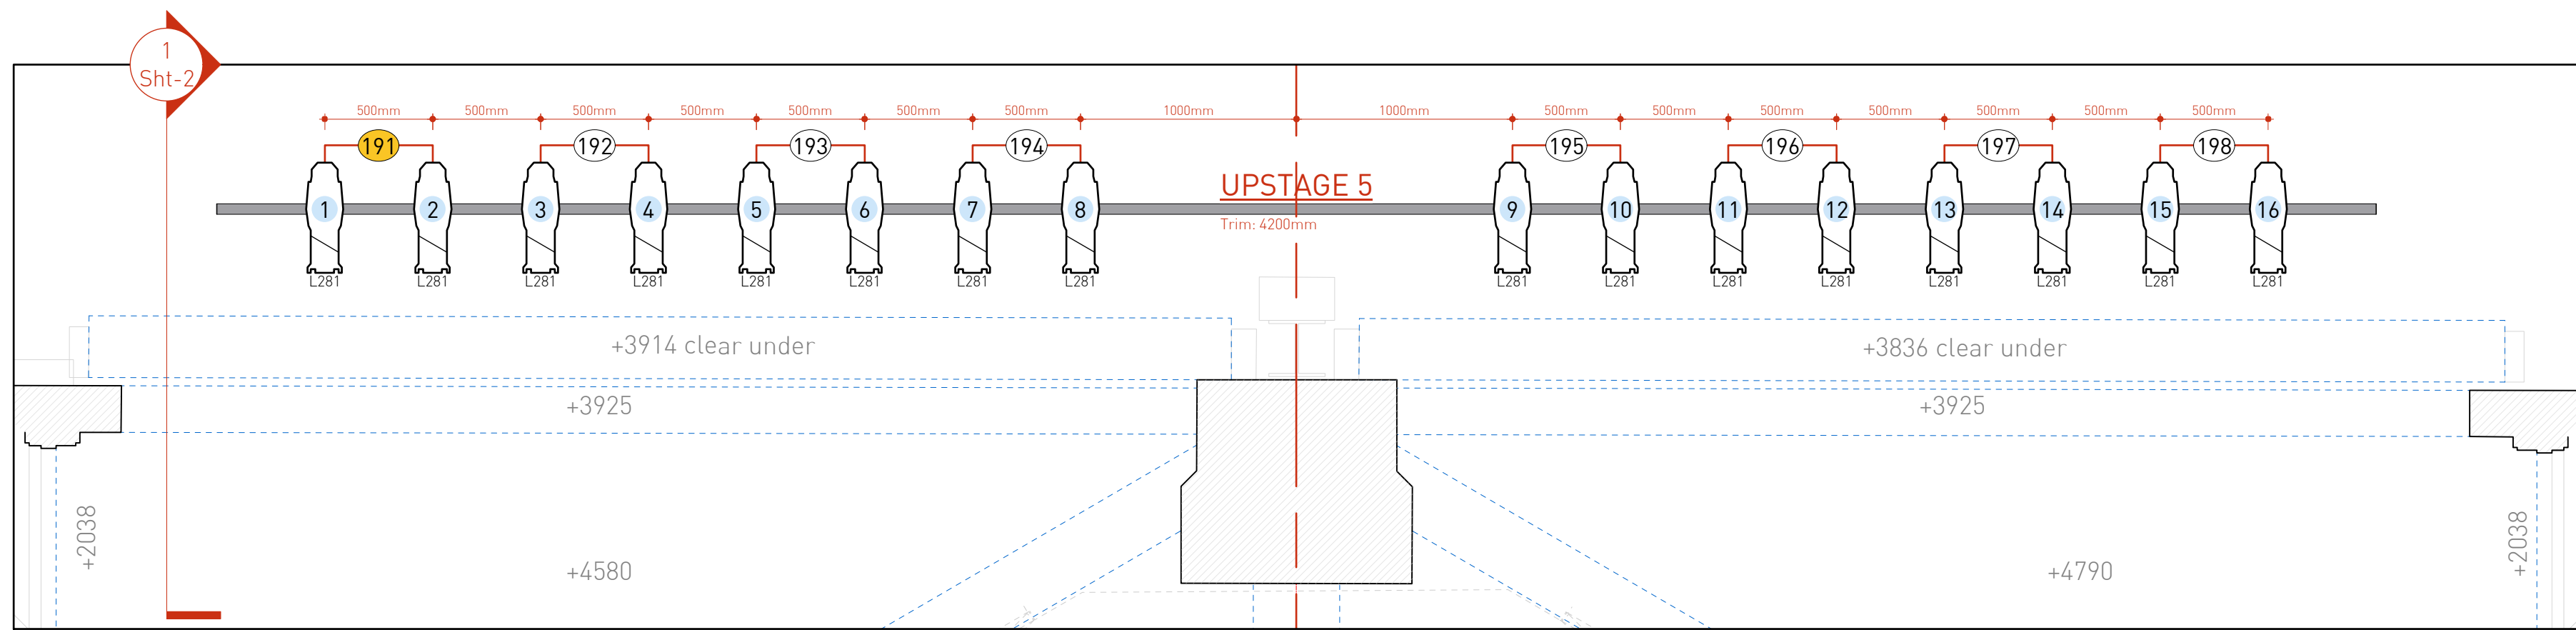 1
Sht-2
500mm 500mm 500mm 500mm 500mm 500mm 500mm 1000mm 1000mm 500mm 500mm 500mm 500mm 500mm 500mm 500mm
191 192 193 194 195 196 197 198
UPSTAGE 5
1 2 3 4 5 6 7 8 9 10 11 12 13 14 15 16
Trim: 4200mm
L281 L281 L281 L281 L281 L281 L281 L281 L281 L281 L281 L281 L281 L281 L281 L281
+3914 clear under
+3836 clear under
+3925
+3925
+2038
+4580
+4790
+2038